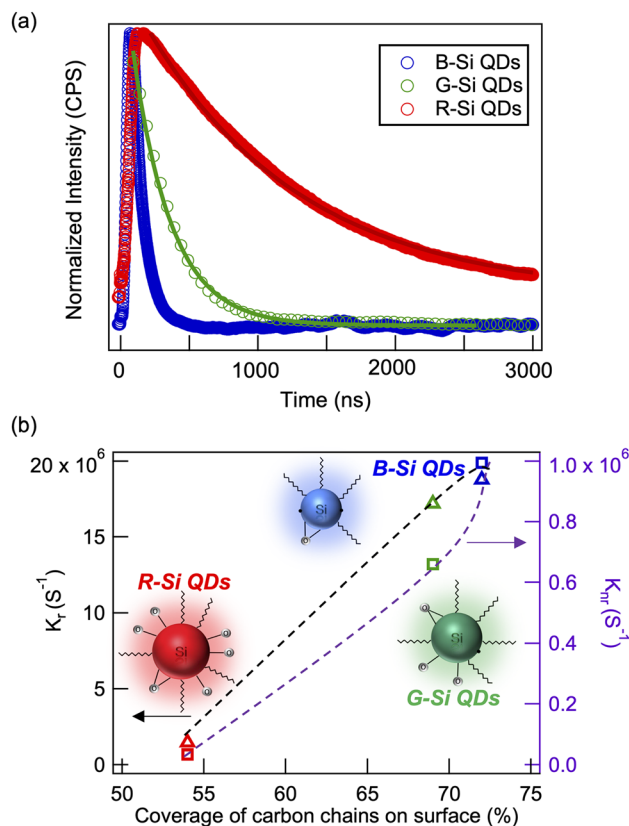 (a)
Normalized Intensity (CPS)
B-Si QDs
G-Si QDs
R-Si QDs
0
1000
2000
3000
Time (ns)
(b)
20 x 10⁶
15
10
5
0
Kᵣ (S⁻¹)
R-Si QDs
B-Si QDs
G-Si QDs
Si
Si
Si
1.0 x 10⁶
0.8
0.6
0.4
0.2
0.0
Kₙᵣ (S⁻¹)
50
55
60
65
70
75
Coverage of carbon chains on surface (%)